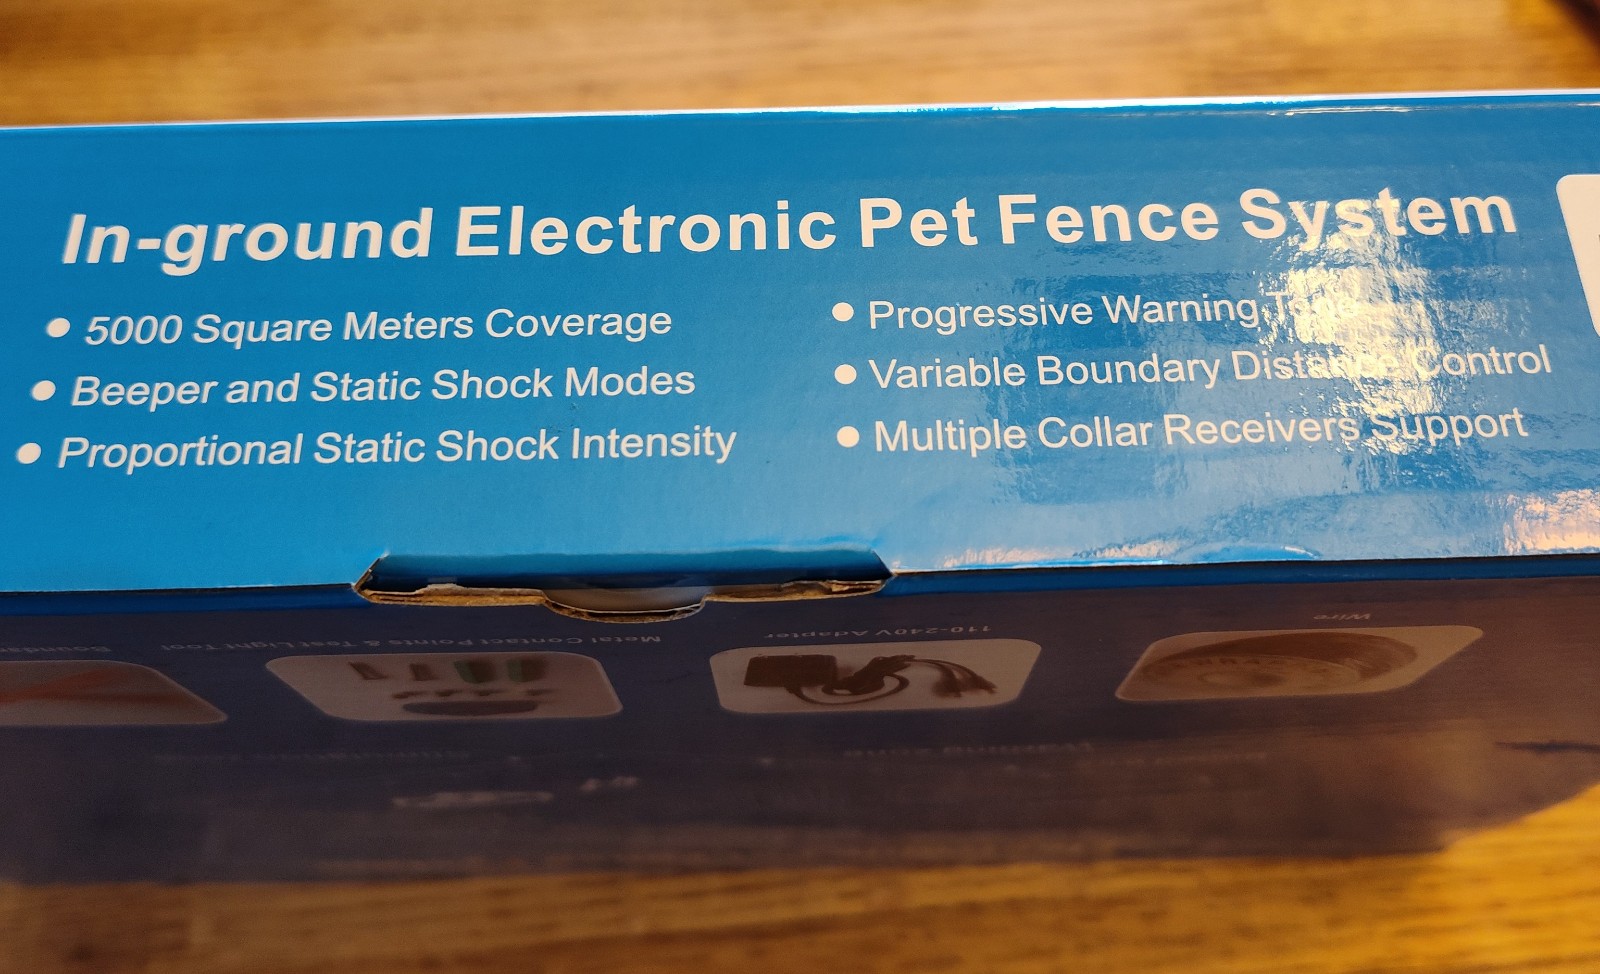 In-ground Electronic Pet Fence System
● 5000 Square Meters Coverage
● Beeper and Static Shock Modes
● Proportional Static Shock Intensity
● Progressive Warning
● Variable Boundary Distance Control
● Multiple Collar Receivers Support
Wire
110-240V Adapter
Metal Contact Points & Test Light Tool
Warning zone